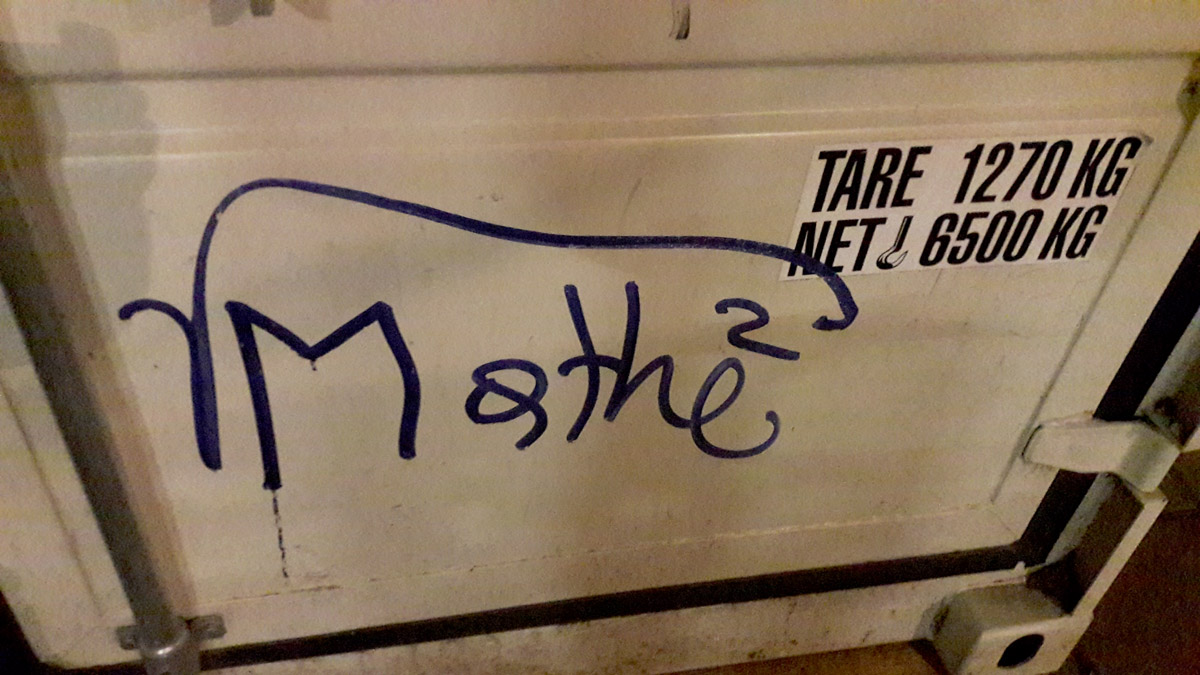 TARE 1270 KG
NET 6500 KG
√Mathe²